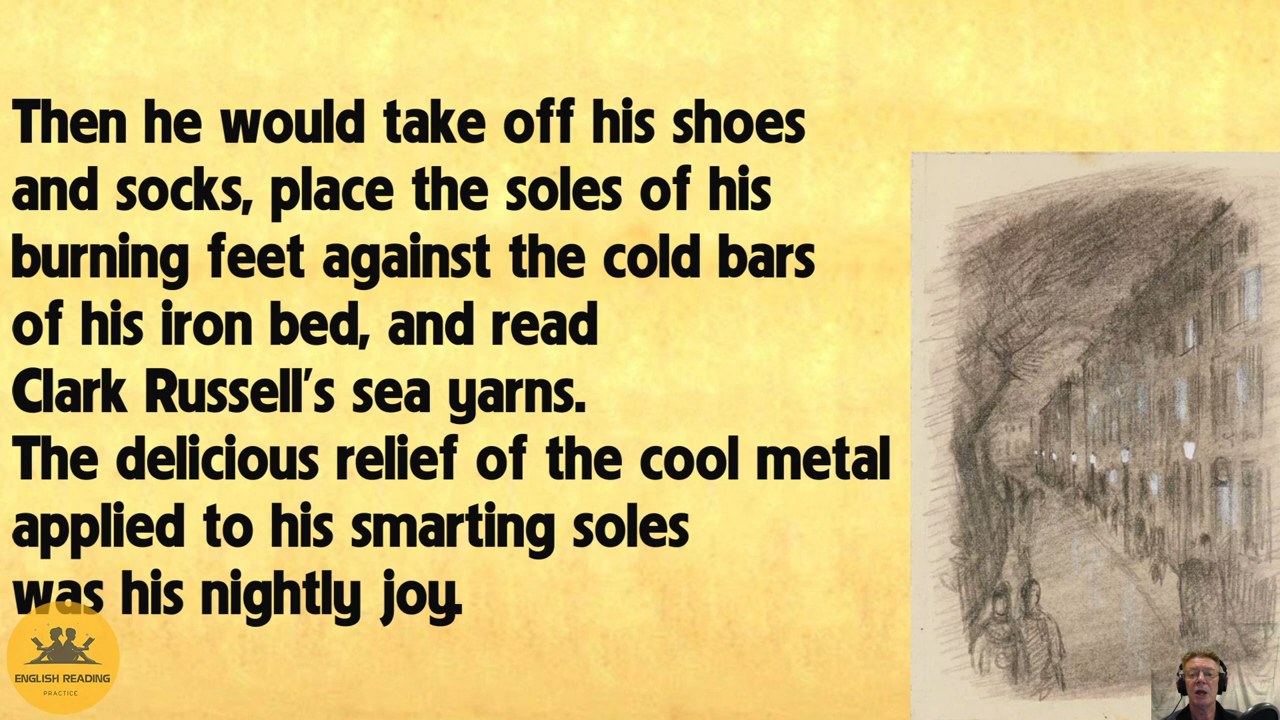 Then he would take off his shoes
and socks, place the soles of his
burning feet against the cold bars
of his iron bed, and read
Clark Russell's sea yarns.
The delicious relief of the cool metal
applied to his smarting soles
was his nightly joy.
ENGLISH READING
PRACTICE